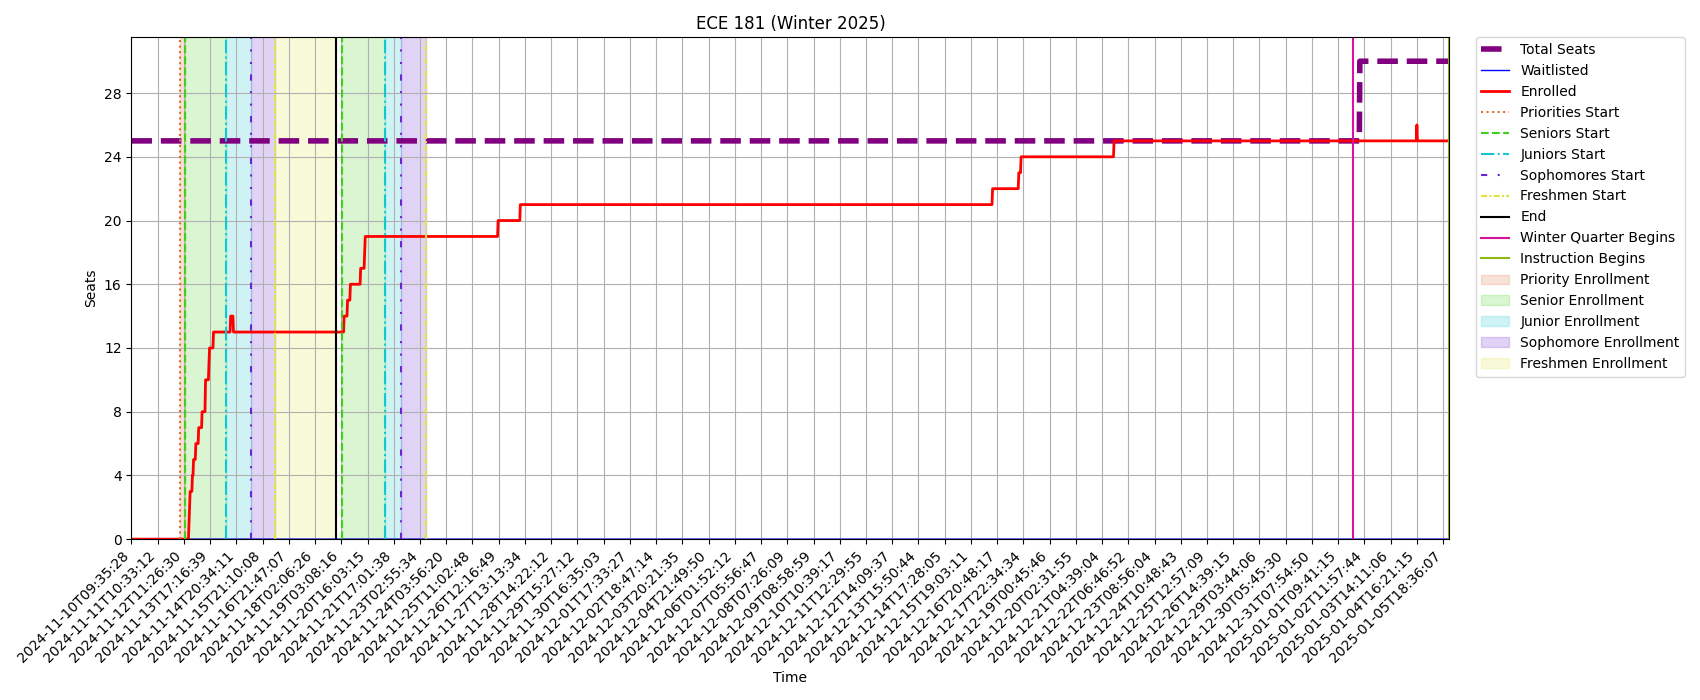 ECE 181 (Winter 2025)
Seats
28
24
20
16
12
8
4
0
2024-11-10T09:35:28
2024-11-11T10:33:12
2024-11-12T11:26:30
2024-11-13T17:16:39
2024-11-14T20:34:11
2024-11-15T21:10:08
2024-11-16T21:47:07
2024-11-18T02:06:26
2024-11-19T03:08:16
2024-11-20T16:03:15
2024-11-21T17:01:38
2024-11-23T02:55:34
2024-11-24T03:56:20
2024-11-25T11:02:48
2024-11-26T12:16:49
2024-11-27T13:13:34
2024-11-28T14:22:12
2024-11-29T15:27:12
2024-11-30T16:35:03
2024-12-01T17:33:27
2024-12-02T18:47:14
2024-12-03T20:21:35
2024-12-04T21:49:50
2024-12-06T01:52:12
2024-12-07T05:56:47
2024-12-08T07:26:09
2024-12-09T08:58:59
2024-12-10T10:39:17
2024-12-11T12:29:55
2024-12-12T14:09:37
2024-12-13T15:50:44
2024-12-14T17:28:05
2024-12-15T19:03:11
2024-12-16T20:48:17
2024-12-17T22:34:34
2024-12-19T00:45:46
2024-12-20T02:31:55
2024-12-21T04:39:04
2024-12-22T06:46:52
2024-12-23T08:56:04
2024-12-24T10:48:43
2024-12-25T12:57:09
2024-12-26T14:39:15
2024-12-29T03:44:06
2024-12-30T05:45:30
2024-12-31T07:54:50
2025-01-01T09:41:15
2025-01-02T11:57:44
2025-01-03T14:11:06
2025-01-04T16:21:15
2025-01-05T18:36:07
Time
Total Seats
Waitlisted
Enrolled
Priorities Start
Seniors Start
Juniors Start
Sophomores Start
Freshmen Start
End
Winter Quarter Begins
Instruction Begins
Priority Enrollment
Senior Enrollment
Junior Enrollment
Sophomore Enrollment
Freshmen Enrollment